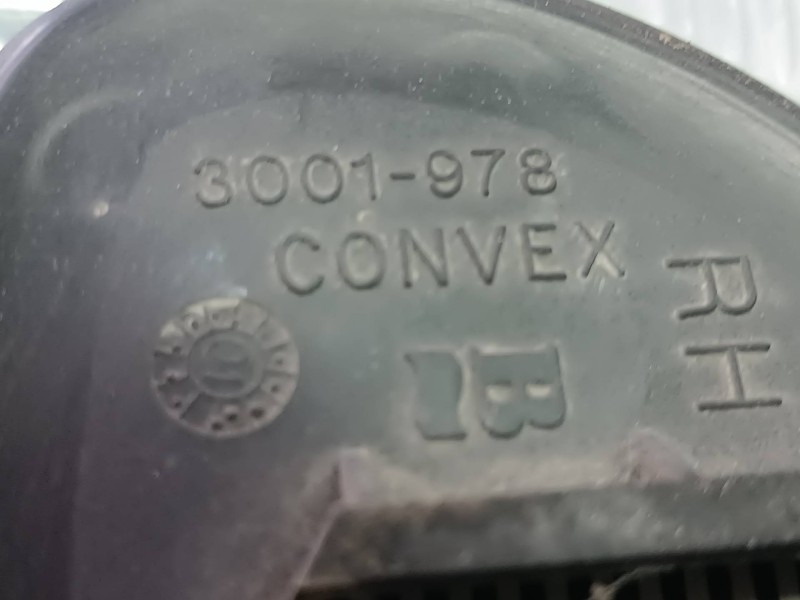 3001-978
CONVEX
RH